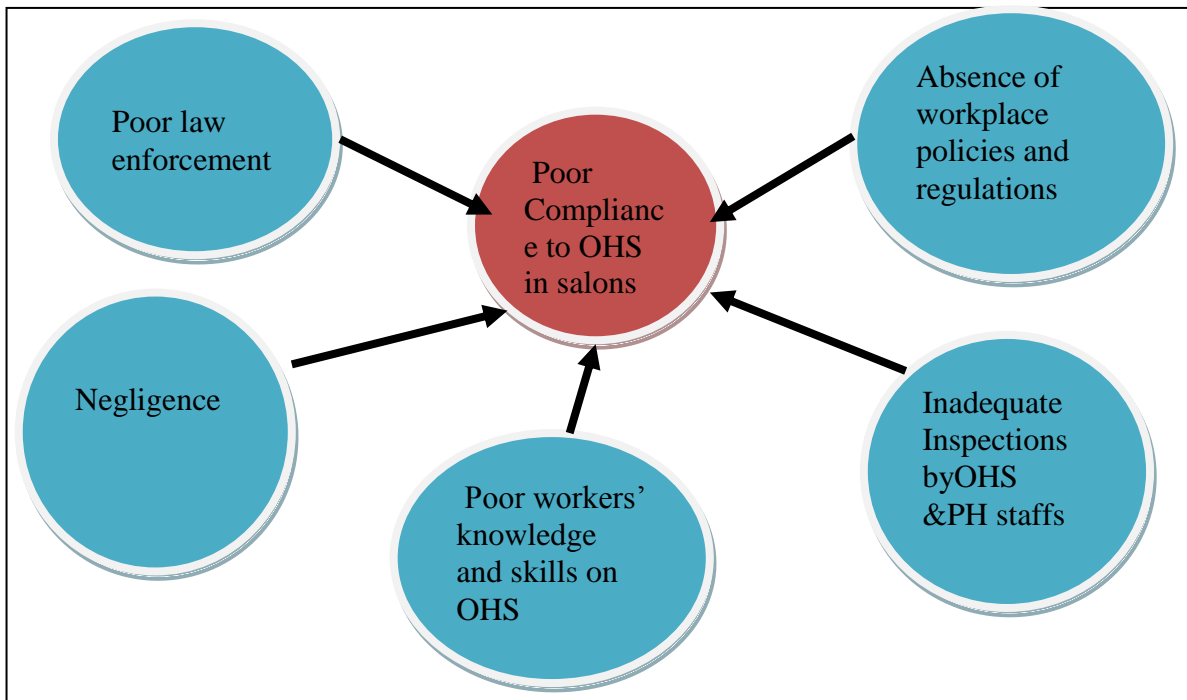 Poor law
enforcement
Poor
Complianc
e to OHS
in salons
Absence of
workplace
policies and
regulations
Negligence
Poor workers’
knowledge
and skills on
OHS
Inadequate
Inspections
byOHS
&PH staffs